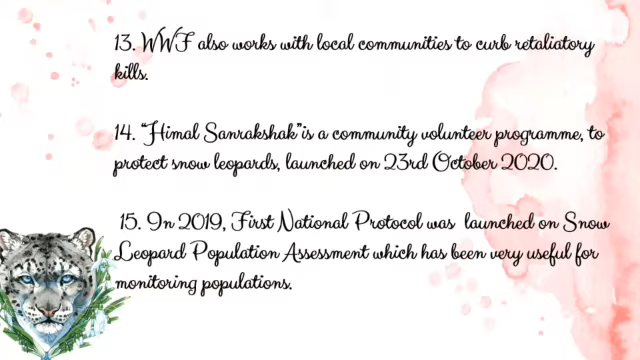 13. WWF also works with local communities to curb retaliatory
kills.
14. “Himal Sanrakshak”is a community volunteer programme, to
protect snow leopards, launched on 23rd October 2020.
15. In 2019, First National Protocol was launched on Snow
Leopard Population Assessment which has been very useful for
monitoring populations.